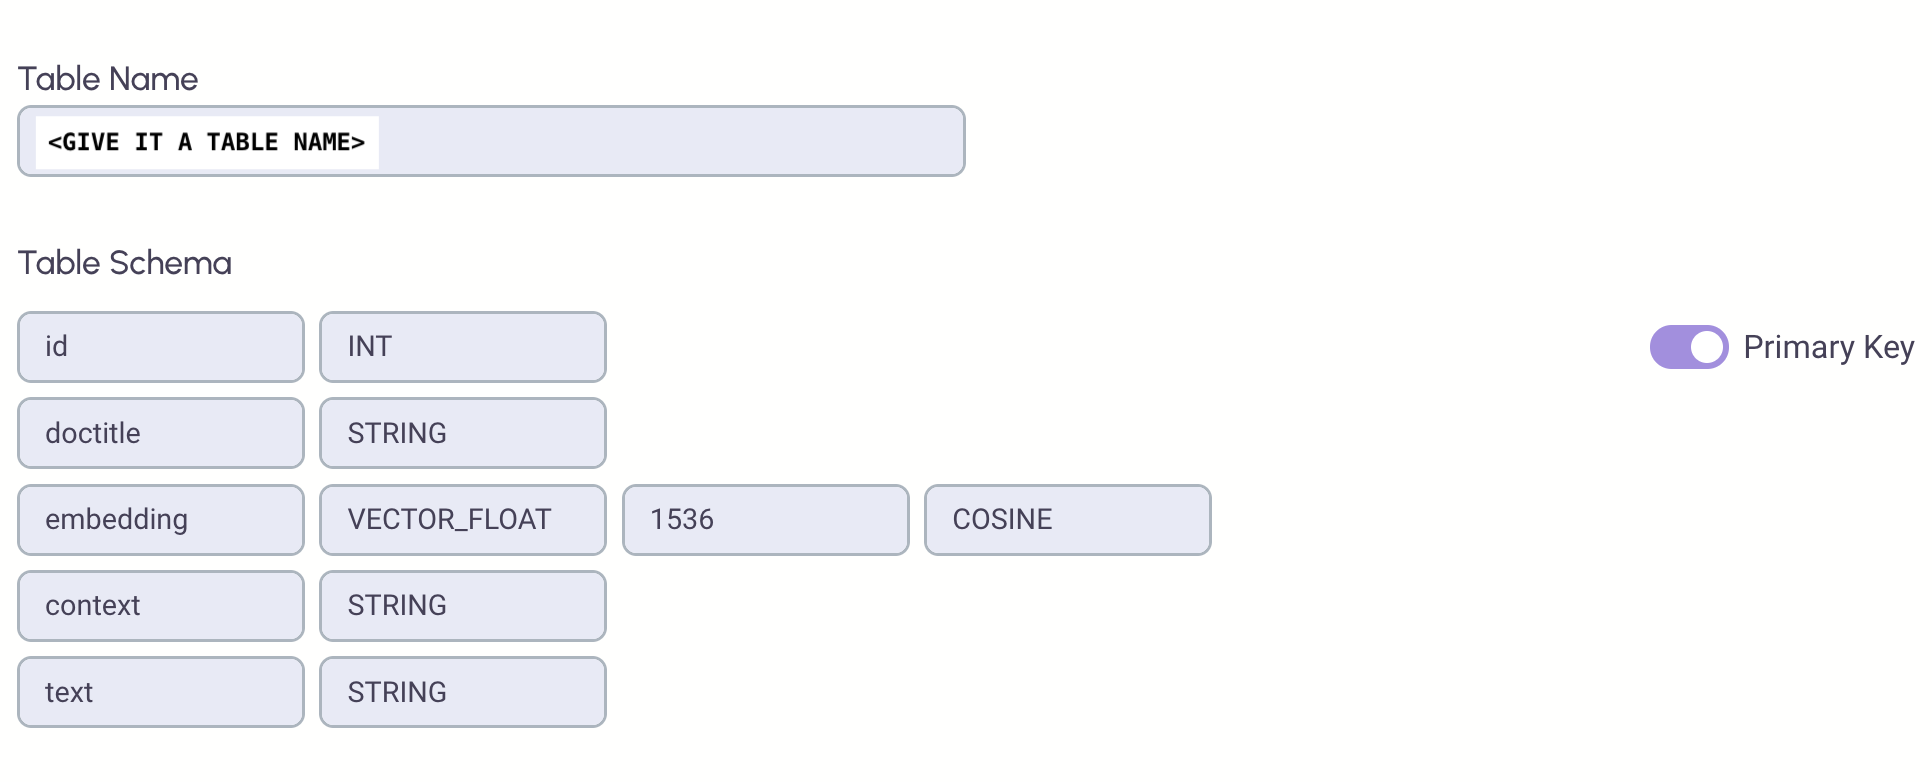 Table Name
<GIVE IT A TABLE NAME>
Table Schema
id INT Primary Key
doctitle STRING
embedding VECTOR_FLOAT 1536 COSINE
context STRING
text STRING